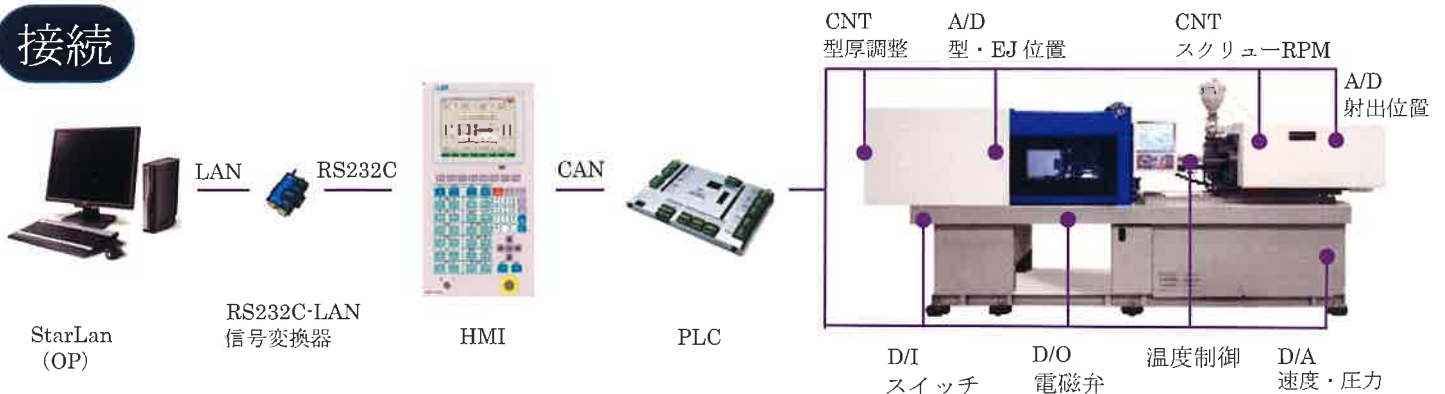 接続
CNT
型厚調整
A/D
型・EJ 位置
CNT
スクリューRPM
A/D
射出位置
LAN
RS232C
CAN
StarLan
(OP)
RS232C-LAN
信号変換器
HMI
PLC
D/I
スイッチ
D/O
電磁弁
温度制御
D/A
速度・圧力